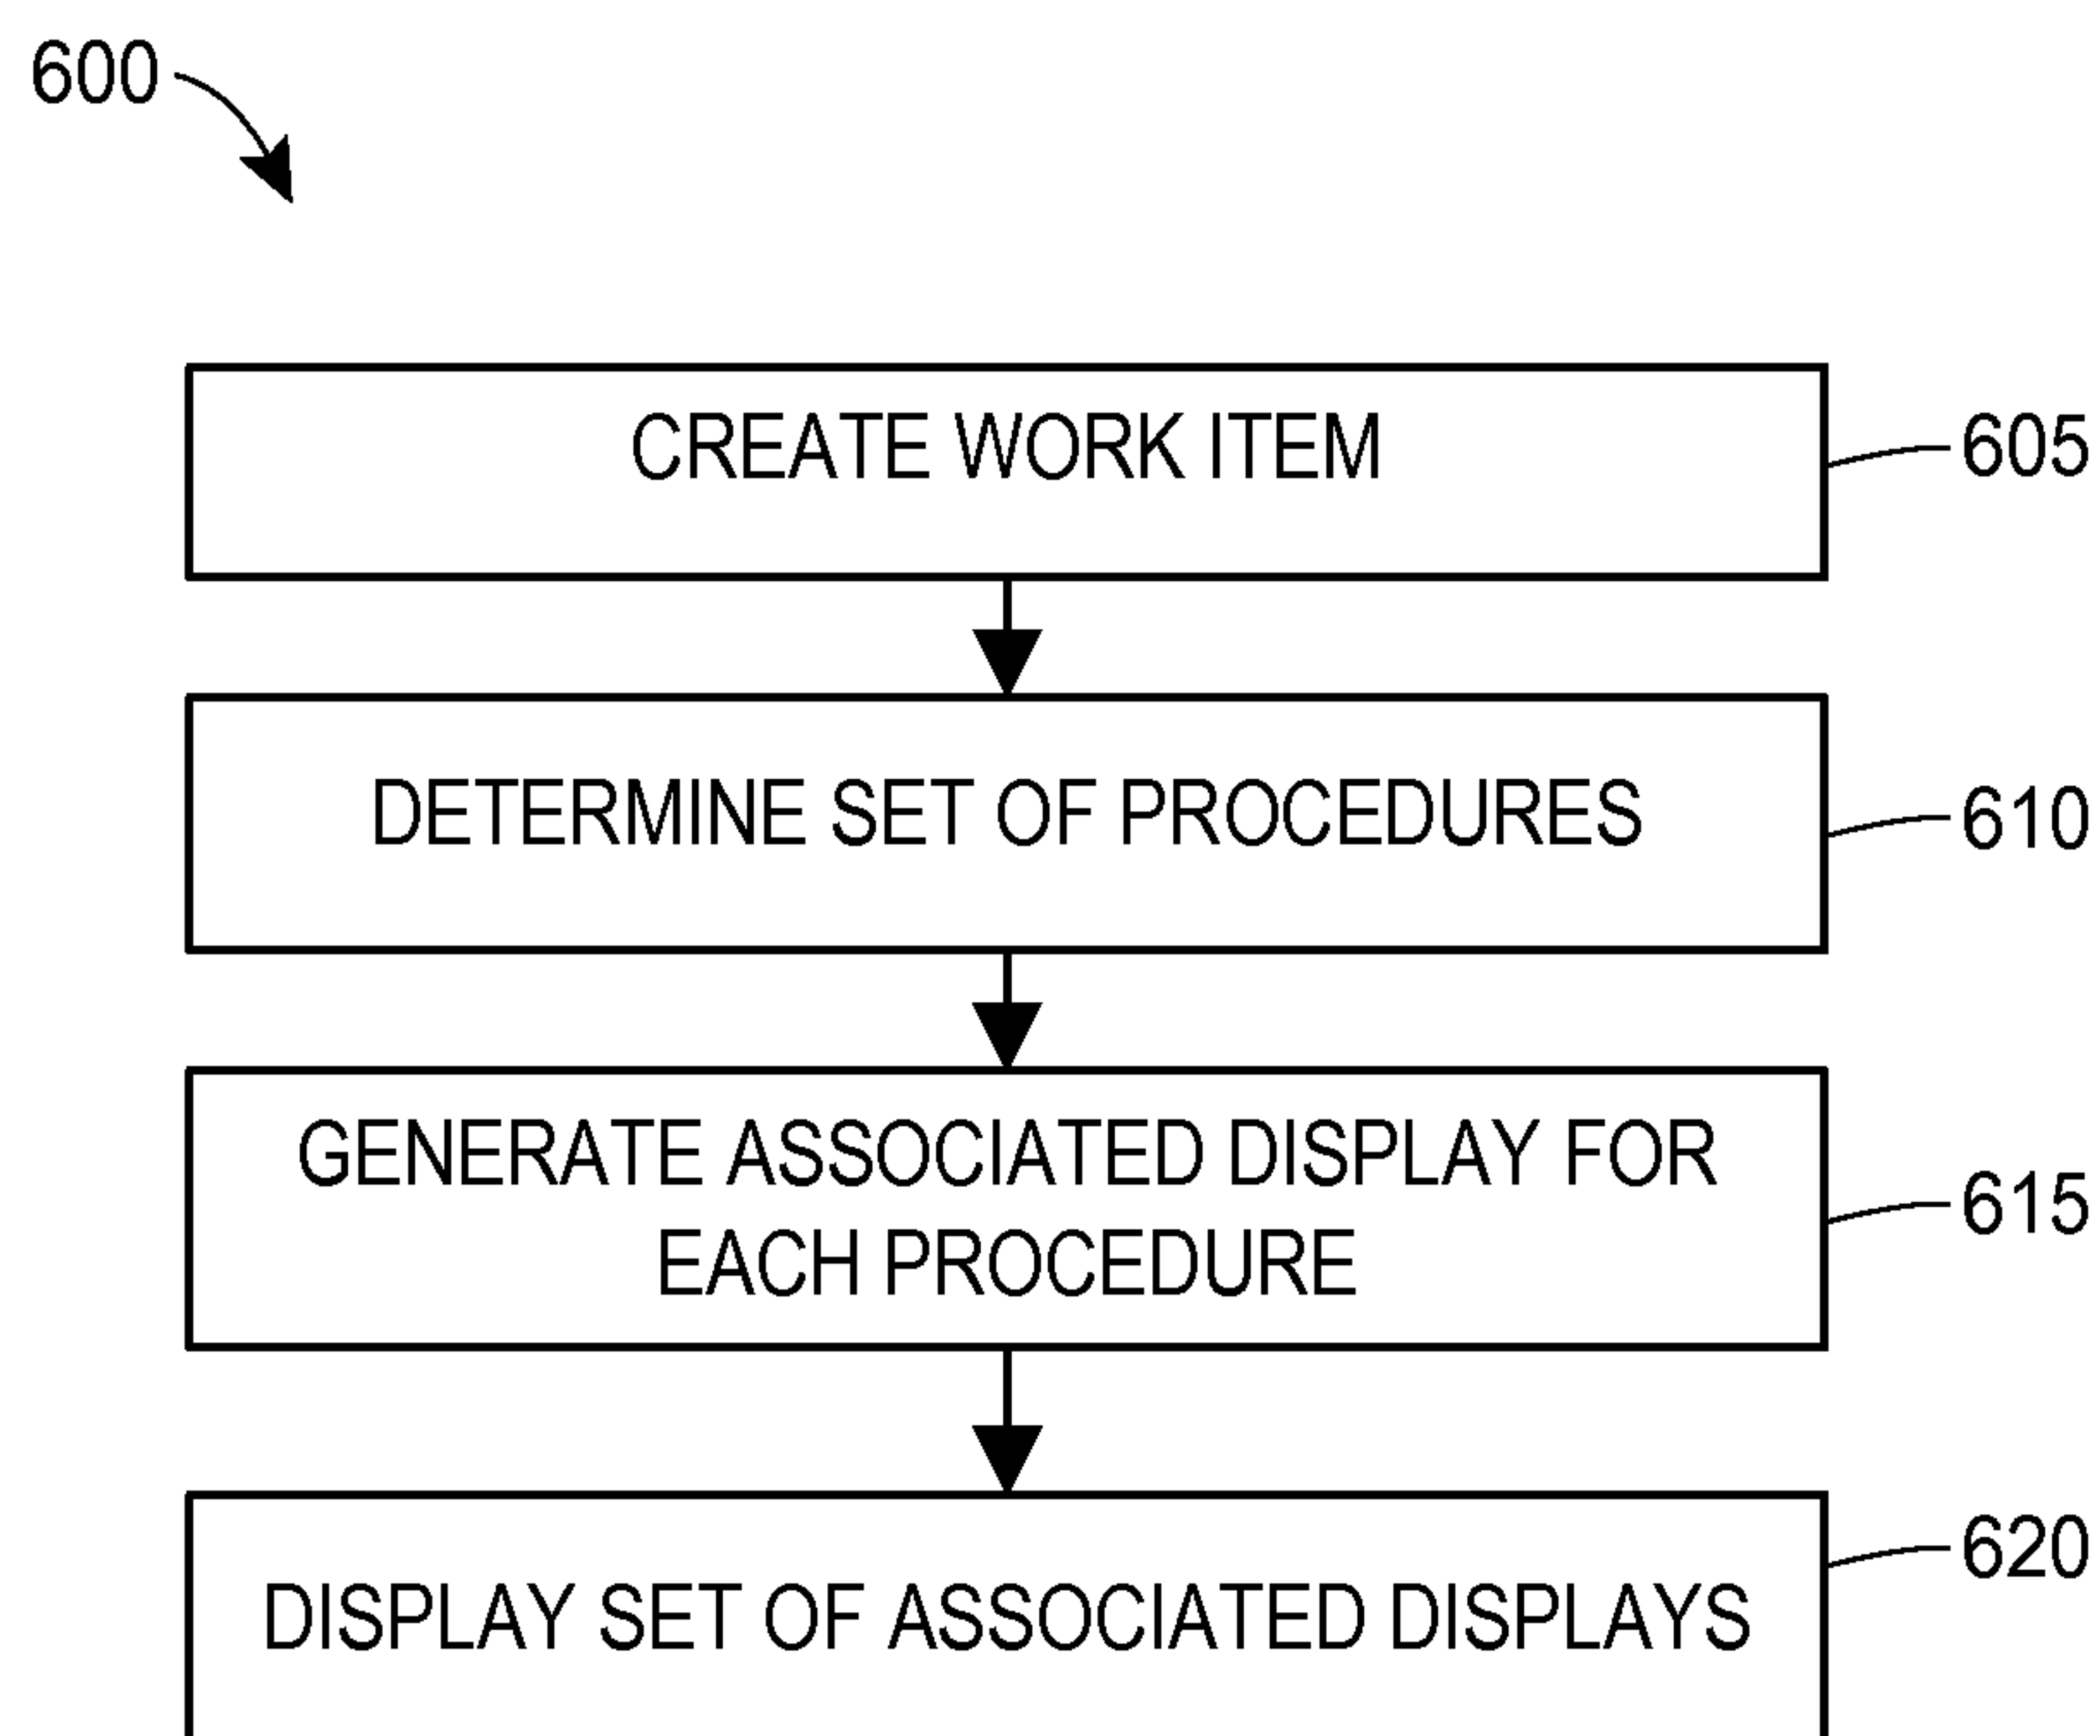 600
CREATE WORK ITEM
605
DETERMINE SET OF PROCEDURES
610
GENERATE ASSOCIATED DISPLAY FOR
EACH PROCEDURE
615
DISPLAY SET OF ASSOCIATED DISPLAYS
620